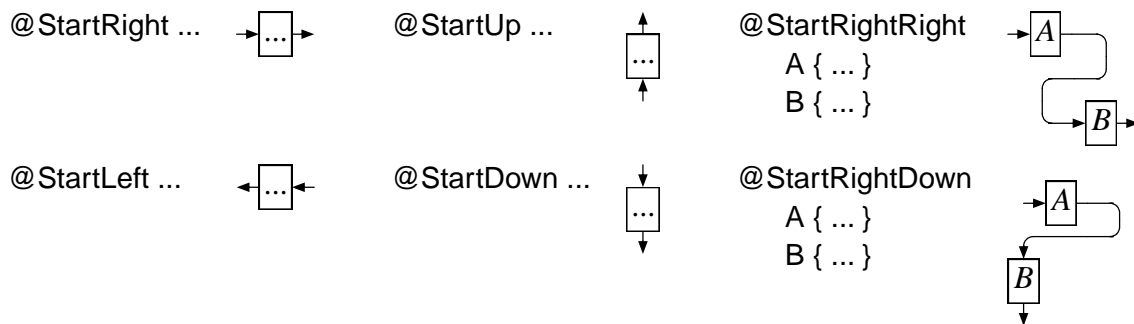 @StartRight ... ...
@StartUp ... ...
@StartRightRight A
A { ... }
B { ... } B
@StartLeft ... ...
@StartDown ... ...
@StartRightDown A
A { ... }
B { ... } B